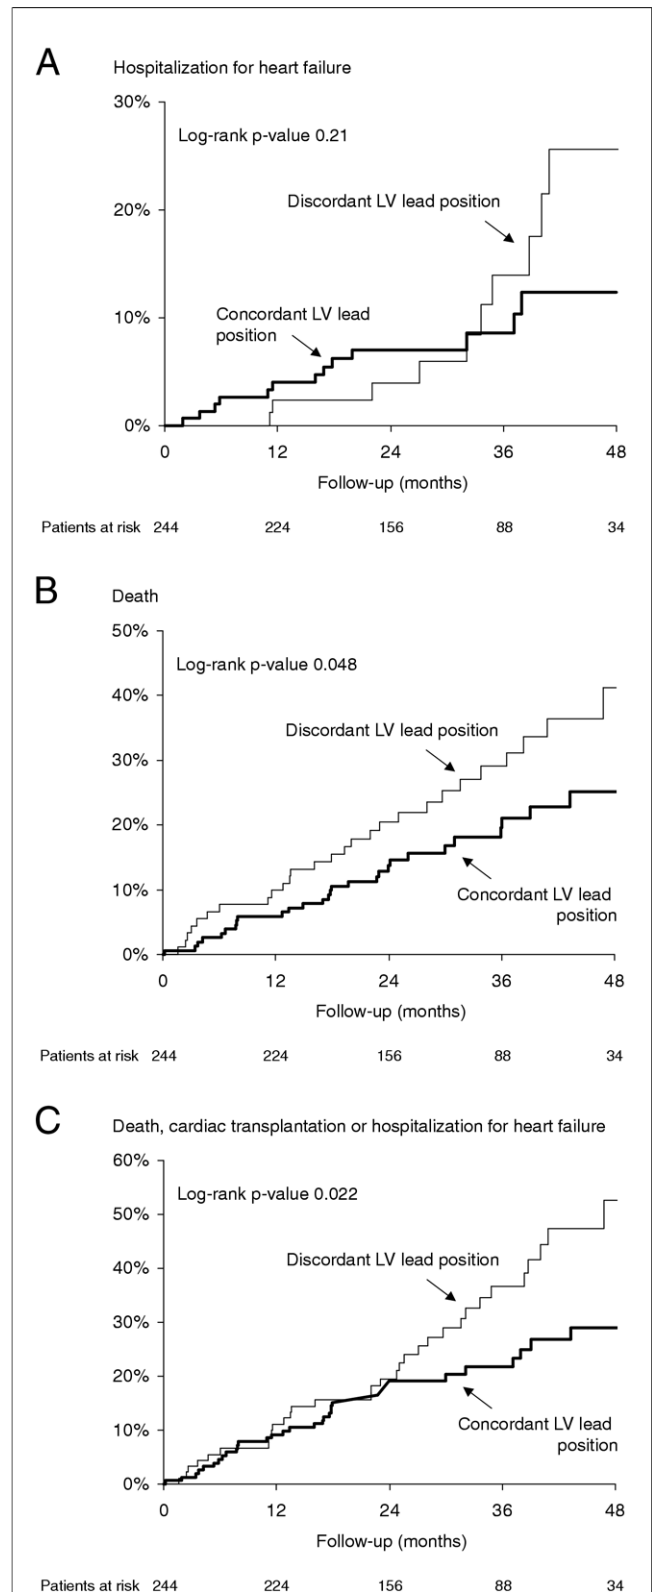 A
Hospitalization for heart failure
30%
Log-rank p-value 0.21
Discordant LV lead position
20%
Concordant LV lead
position
10%
0%
0 12 24 36 48
Follow-up (months)
Patients at risk 244 224 156 88 34
B
Death
50%
Log-rank p-value 0.048
40%
Discordant LV lead position
30%
20%
10%
Concordant LV lead
position
0%
0 12 24 36 48
Follow-up (months)
Patients at risk 244 224 156 88 34
C
Death, cardiac transplantation or hospitalization for heart failure
60%
Log-rank p-value 0.022
50%
Discordant LV lead position
40%
30%
20%
Concordant LV lead
position
10%
0%
0 12 24 36 48
Follow-up (months)
Patients at risk 244 224 156 88 34